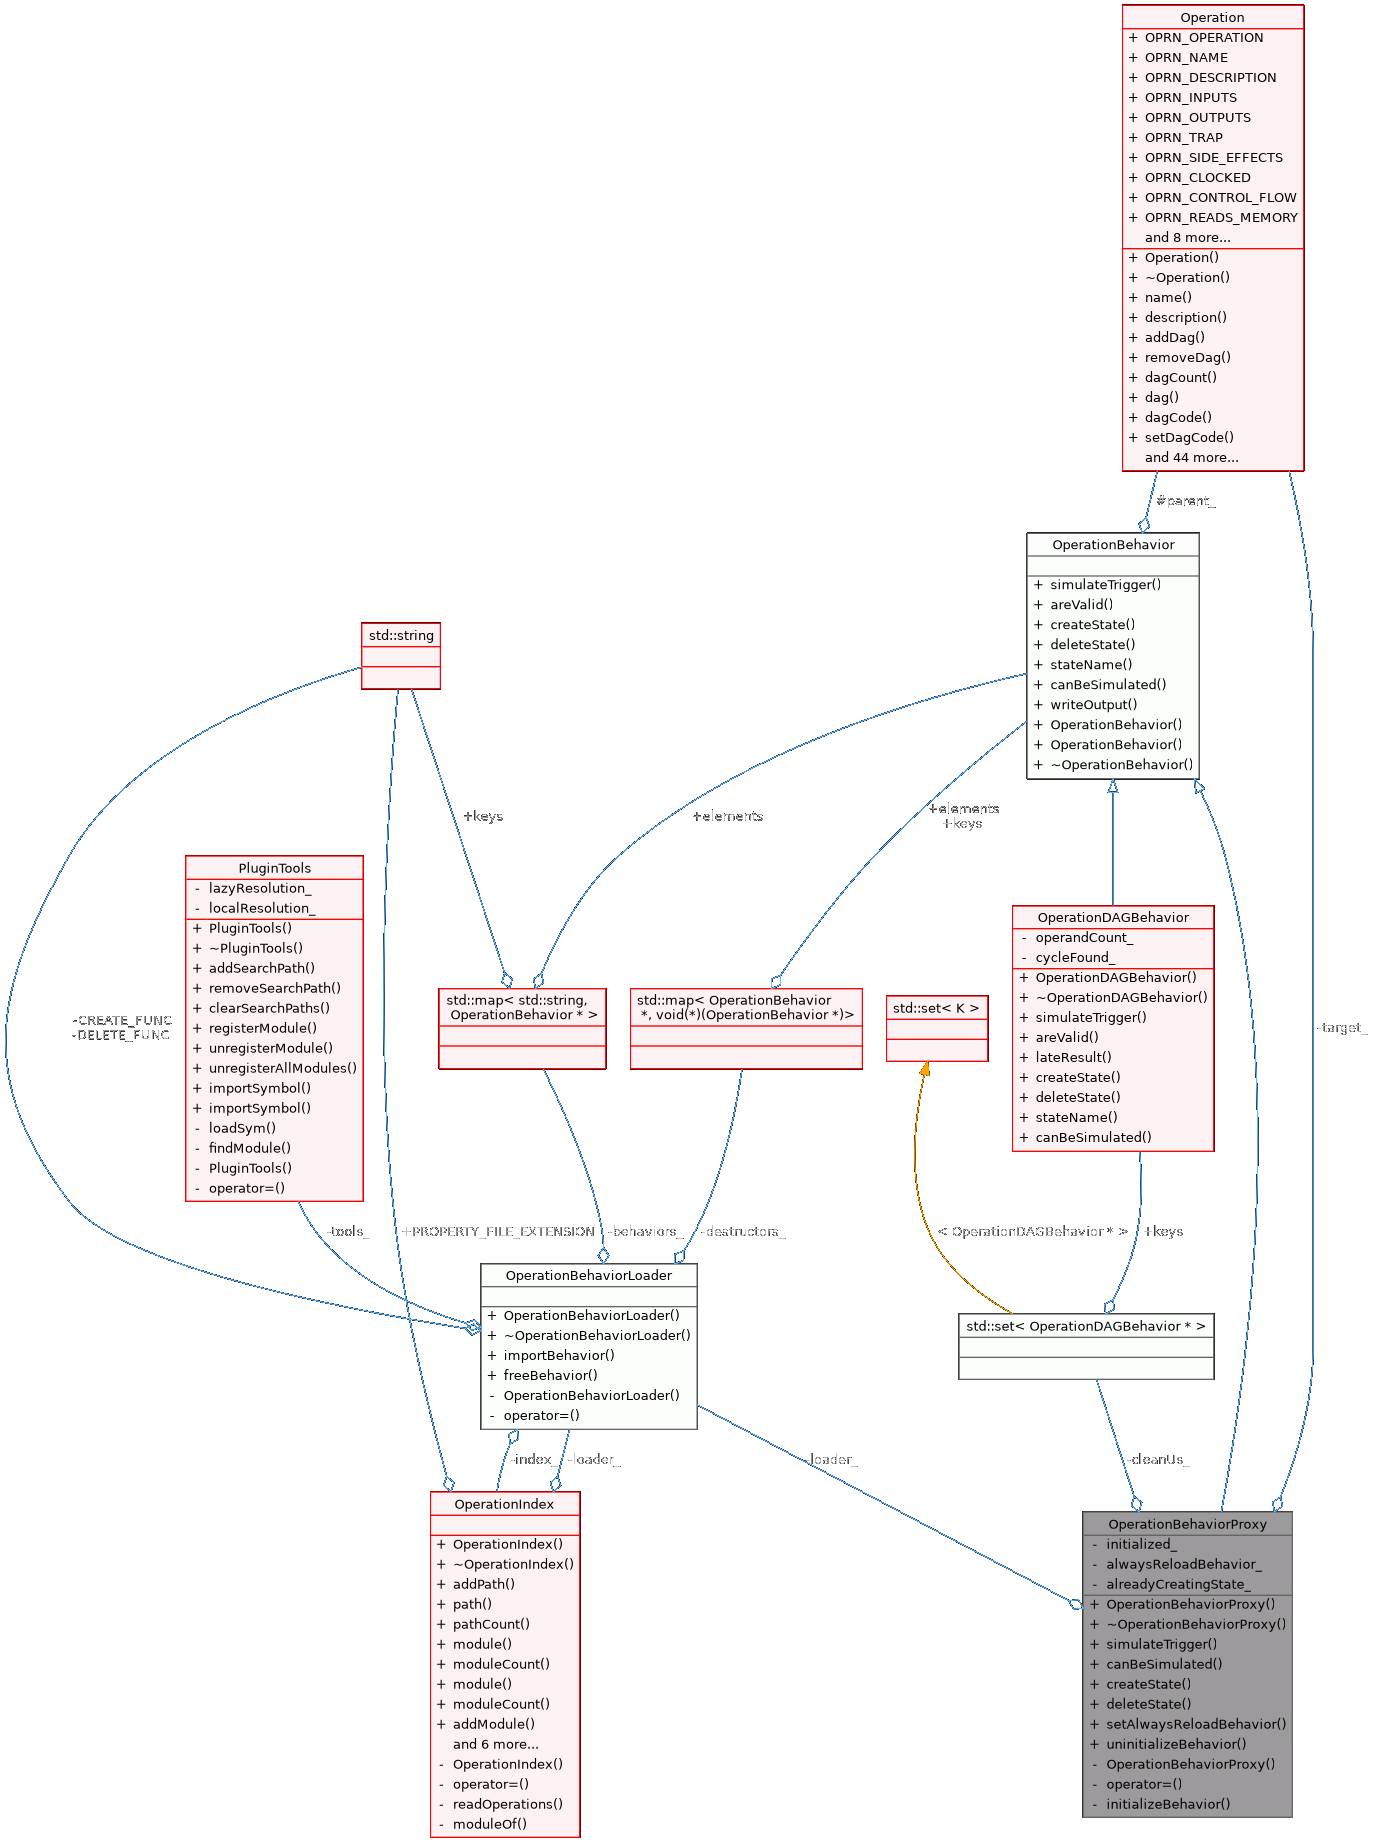 Operation
+ OPRN_OPERATION
+ OPRN_NAME
+ OPRN_DESCRIPTION
+ OPRN_INPUTS
+ OPRN_OUTPUTS
+ OPRN_TRAP
+ OPRN_SIDE_EFFECTS
+ OPRN_CLOCKED
+ OPRN_CONTROL_FLOW
+ OPRN_READS_MEMORY
and 8 more...
+ Operation()
+ ~Operation()
+ name()
+ description()
+ addDag()
+ removeDag()
+ dagCount()
+ dag()
+ dagCode()
+ setDagCode()
and 44 more...
#parent_
OperationBehavior
+ simulateTrigger()
+ areValid()
+ createState()
+ deleteState()
+ stateName()
+ canBeSimulated()
+ writeOutput()
+ OperationBehavior()
+ OperationBehavior()
+ ~OperationBehavior()
std::string
+keys
+elements
+elements
+keys
PluginTools
- lazyResolution_
- localResolution_
+ PluginTools()
+ ~PluginTools()
+ addSearchPath()
+ removeSearchPath()
+ clearSearchPaths()
+ registerModule()
+ unregisterModule()
+ unregisterAllModules()
+ importSymbol()
+ importSymbol()
- loadSym()
- findModule()
- PluginTools()
- operator=()
OperationDAGBehavior
- operandCount_
- cycleFound_
+ OperationDAGBehavior()
+ ~OperationDAGBehavior()
+ simulateTrigger()
+ areValid()
+ lateResult()
+ createState()
+ deleteState()
+ stateName()
+ canBeSimulated()
std::map< std::string,
OperationBehavior * >
std::map< OperationBehavior
*, void(*)(OperationBehavior *)>
std::set< K >
-CREATE_FUNC
-DELETE_FUNC
-target_
-tools_
+PROPERTY_FILE_EXTENSION
-behaviors_
-destructors_
< OperationDAGBehavior * >
+keys
OperationBehaviorLoader
+ OperationBehaviorLoader()
+ ~OperationBehaviorLoader()
+ importBehavior()
+ freeBehavior()
- OperationBehaviorLoader()
- operator=()
std::set< OperationDAGBehavior * >
-index_
-loader_
-loader_
-cleanUs_
OperationIndex
+ OperationIndex()
+ ~OperationIndex()
+ addPath()
+ path()
+ pathCount()
+ module()
+ moduleCount()
+ module()
+ moduleCount()
+ addModule()
and 6 more...
- OperationIndex()
- operator=()
- readOperations()
- moduleOf()
OperationBehaviorProxy
- initialized_
- alwaysReloadBehavior_
- alreadyCreatingState_
+ OperationBehaviorProxy()
+ ~OperationBehaviorProxy()
+ simulateTrigger()
+ canBeSimulated()
+ createState()
+ deleteState()
+ setAlwaysReloadBehavior()
+ uninitializeBehavior()
- OperationBehaviorProxy()
- operator=()
- initializeBehavior()